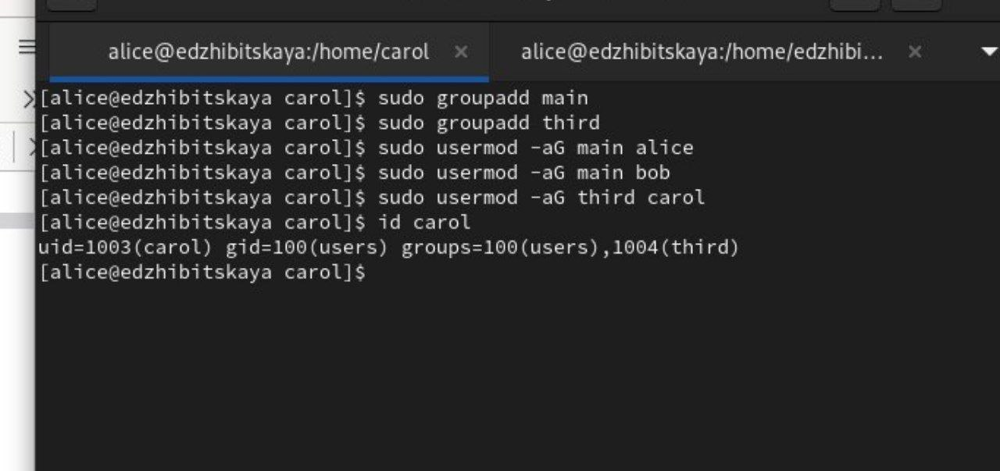 alice@edzhibitskaya:/home/carol
alice@edzhibitskaya:/home/edzhibi...
[alice@edzhibitskaya carol]$ sudo groupadd main
[alice@edzhibitskaya carol]$ sudo groupadd third
[alice@edzhibitskaya carol]$ sudo usermod -aG main alice
[alice@edzhibitskaya carol]$ sudo usermod -aG main bob
[alice@edzhibitskaya carol]$ sudo usermod -aG third carol
[alice@edzhibitskaya carol]$ id carol
uid=1003(carol) gid=100(users) groups=100(users),1004(third)
[alice@edzhibitskaya carol]$